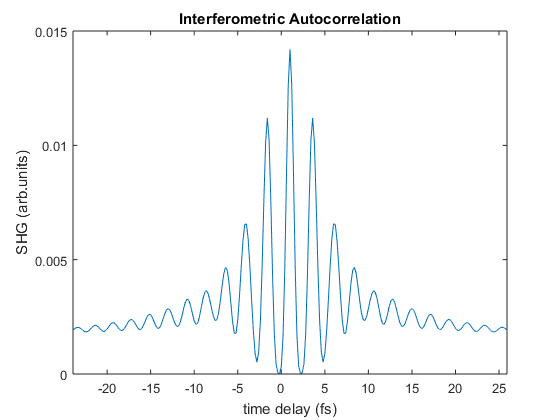 Interferometric Autocorrelation
SHG (arb.units)
0.015
0.01
0.005
0
-20 -15 -10 -5 0 5 10 15 20 25
time delay (fs)